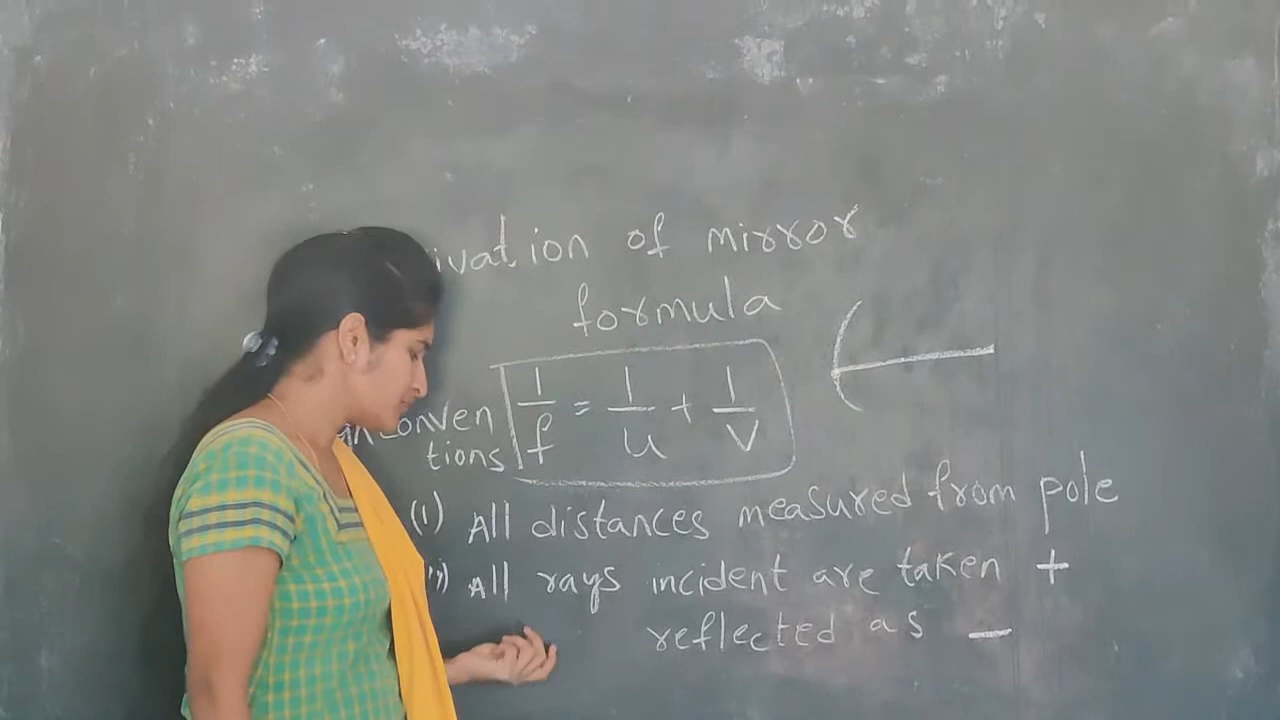 ivation of mirror
formula
1/f = 1/u + 1/v
Conven
tions
(i) All distances measured from pole
All rays incident are taken +
reflected as —